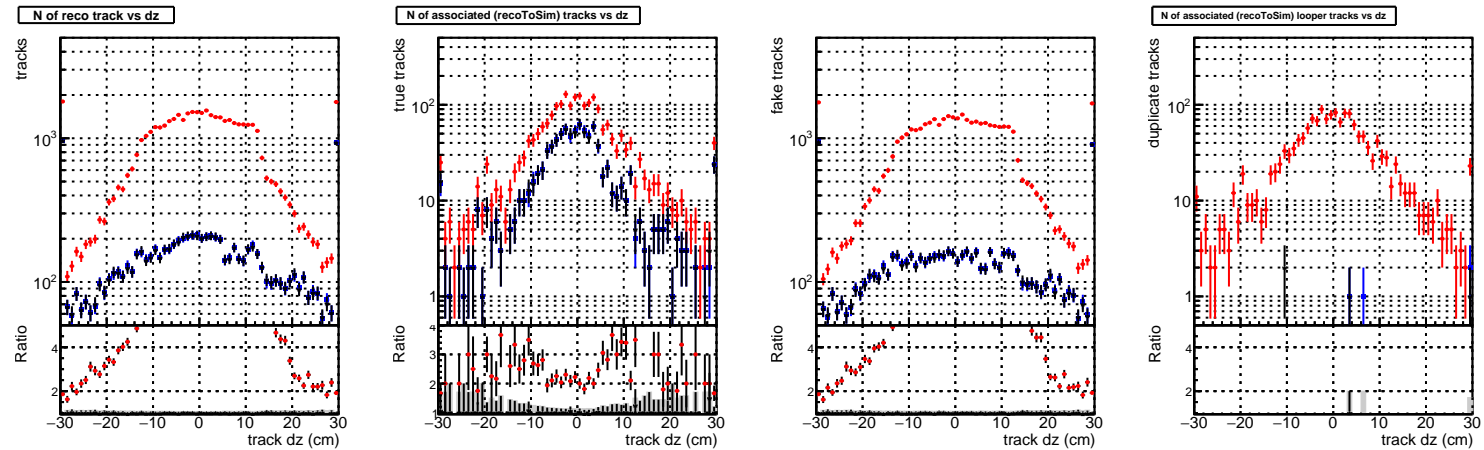 N of reco track vs dz
tracks
10³
10²
Ratio
4
2
−30 −20 −10 0 10 20 30
track dz (cm)
N of associated (recoToSim) tracks vs dz
true tracks
10²
10
1
Ratio
4
3
2
1
−30 −20 −10 0 10 20 30
track dz (cm)
fake tracks
10³
10²
Ratio
4
2
−30 −20 −10 0 10 20 30
track dz (cm)
N of associated (recoToSim) looper tracks vs dz
duplicate tracks
10²
10
1
Ratio
4
2
−30 −20 −10 0 10 20 30
track dz (cm)